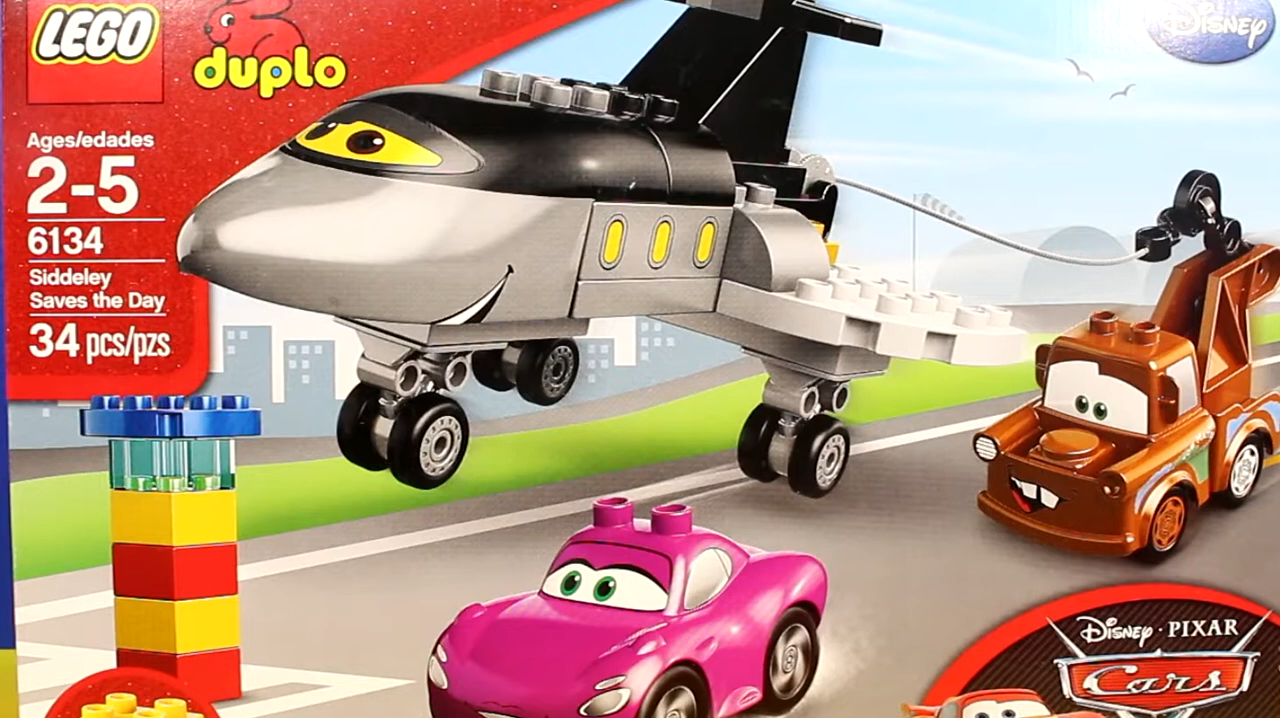 LEGO
duplo
Disney
Ages/edades
2-5
6134
Siddeley
Saves the Day
34 pcs/pzs
Disney · PIXAR
Cars